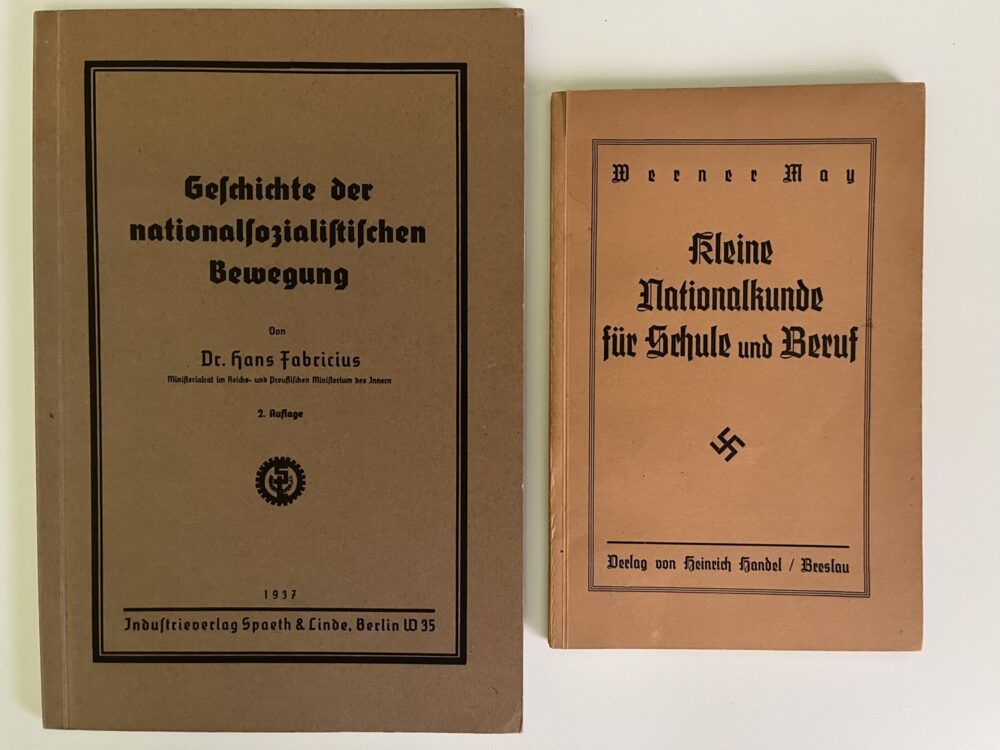 Geschichte der
nationalsozialistischen
Bewegung
Von
Dr. Hans Fabricius
Ministerialrat im Reichs- und Preußischen Ministerium des Innern
2. Auflage
1937
Industrieverlag Spaeth & Linde, Berlin W 35
Werner May
Kleine
Nationalkunde
für Schule und Beruf
Verlag von Heinrich Handel / Breslau